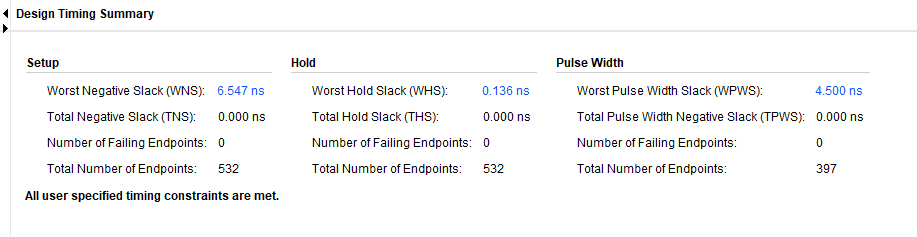 Design Timing Summary
Setup Hold Pulse Width
Worst Negative Slack (WNS): 6.547 ns Worst Hold Slack (WHS): 0.136 ns Worst Pulse Width Slack (WPWS): 4.500 ns
Total Negative Slack (TNS): 0.000 ns Total Hold Slack (THS): 0.000 ns Total Pulse Width Negative Slack (TPWS): 0.000 ns
Number of Failing Endpoints: 0 Number of Failing Endpoints: 0 Number of Failing Endpoints: 0
Total Number of Endpoints: 532 Total Number of Endpoints: 532 Total Number of Endpoints: 397
All user specified timing constraints are met.